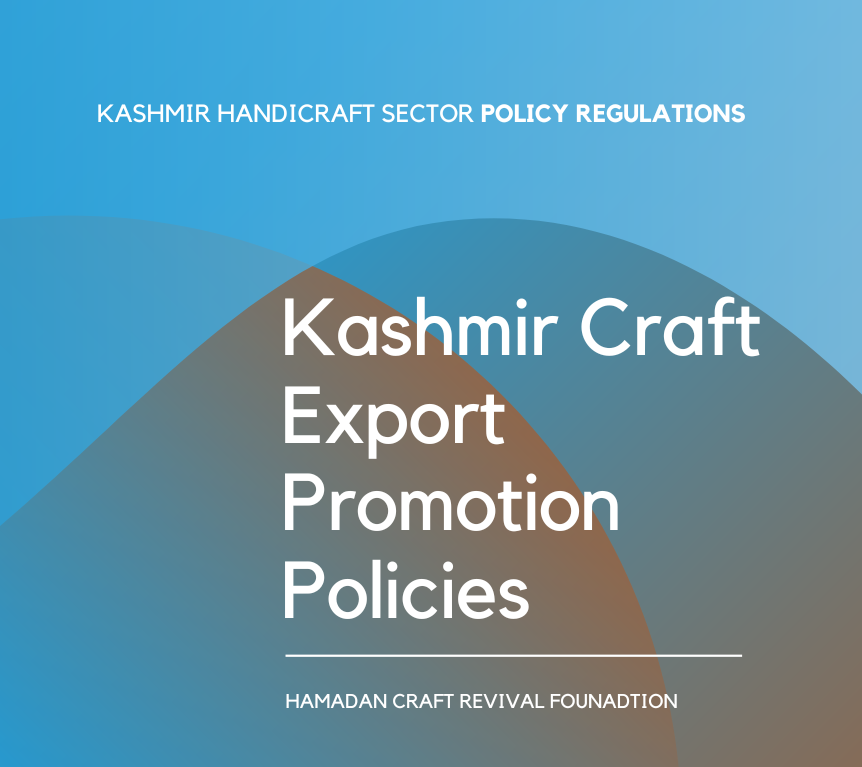 KASHMIR HANDICRAFT SECTOR POLICY REGULATIONS
Kashmir Craft
Export
Promotion
Policies
HAMADAN CRAFT REVIVAL FOUNADTION